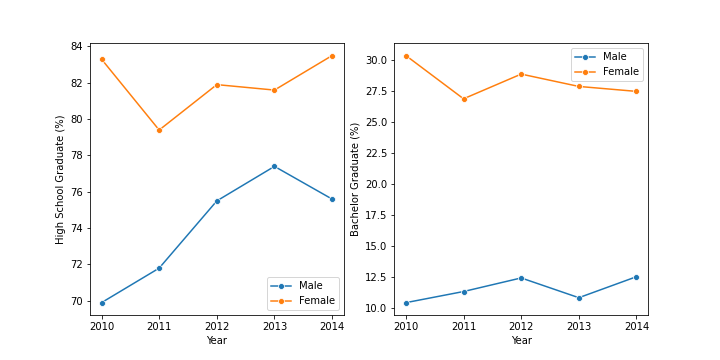 High School Graduate (%)
84
82
80
78
76
74
72
70
2010 2011 2012 2013 2014
Year
Male
Female
Bachelor Graduate (%)
30.0
27.5
25.0
22.5
20.0
17.5
15.0
12.5
10.0
2010 2011 2012 2013 2014
Year
Male
Female